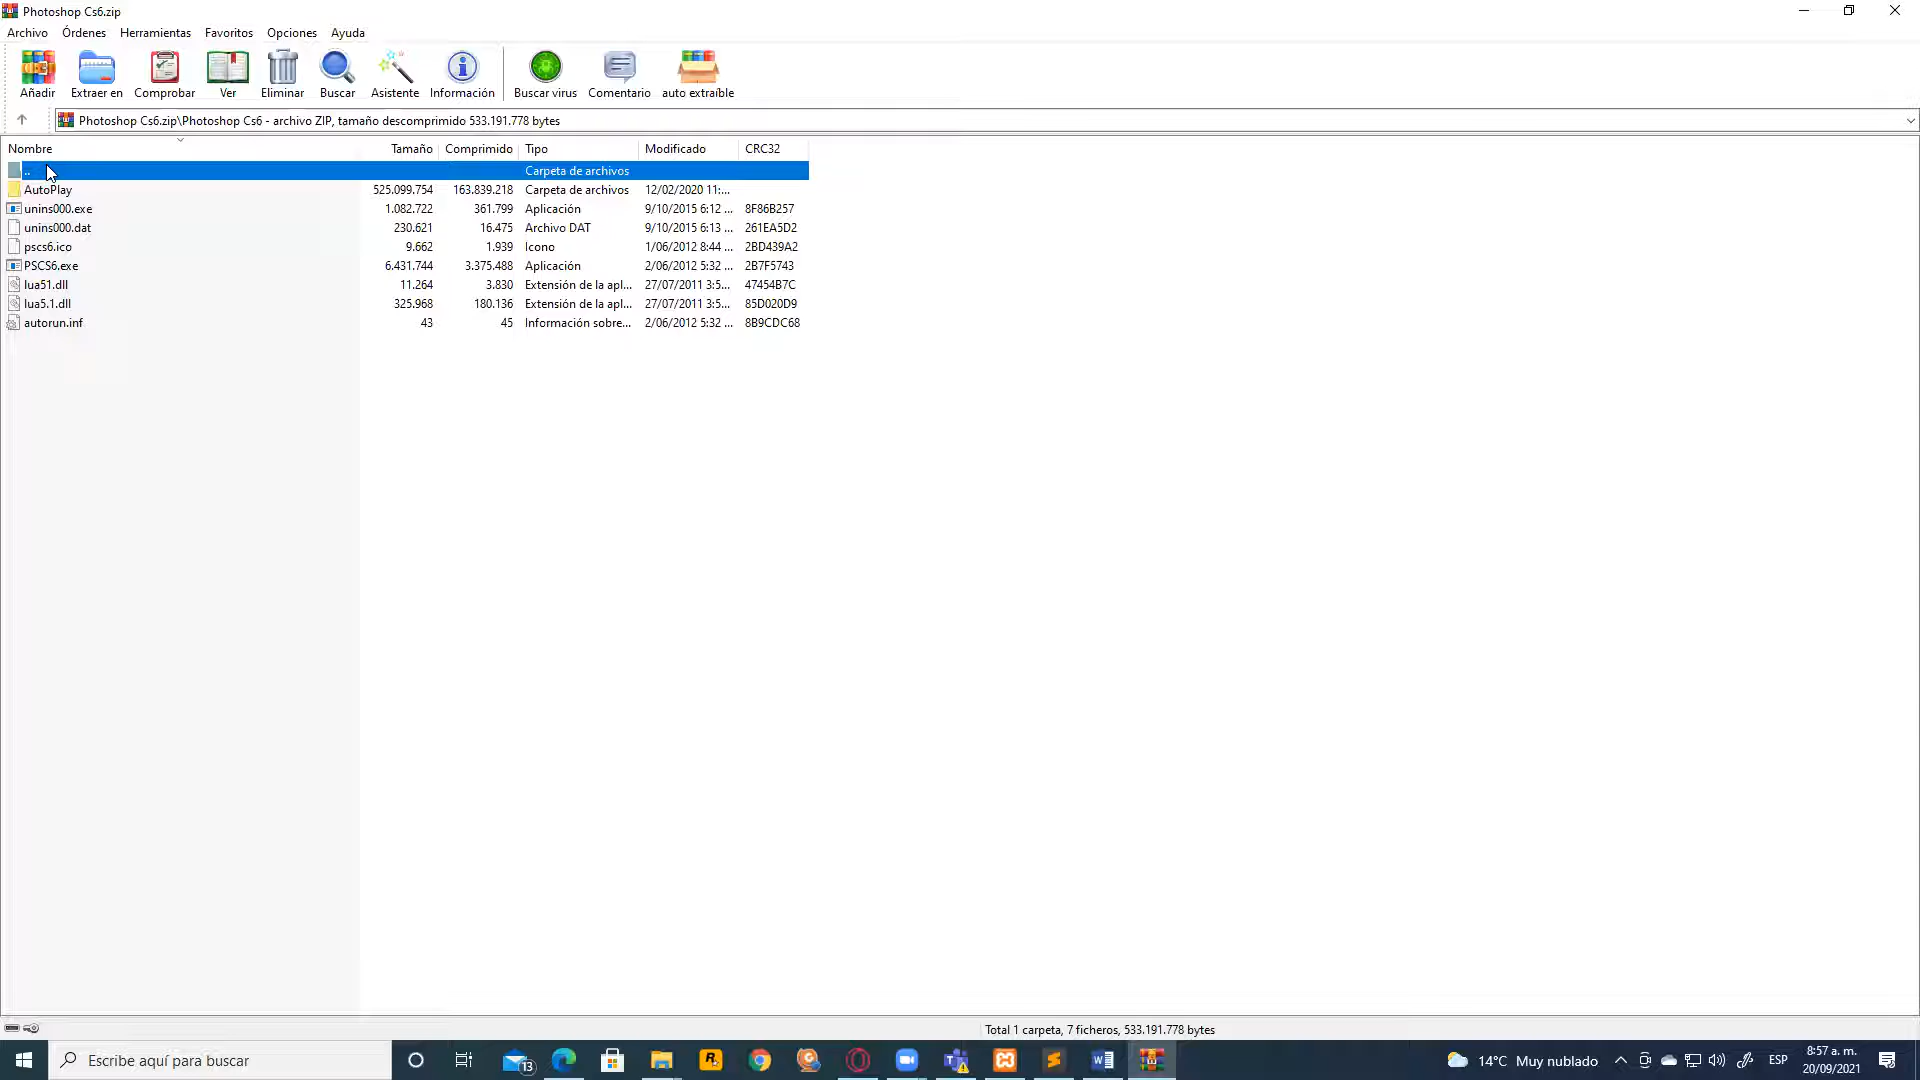 Photoshop Cs6.zip
Archivo Órdenes Herramientas Favoritos Opciones Ayuda
Añadir Extraer en Comprobar Ver Eliminar Buscar Asistente Información Buscar virus Comentario auto extraíble
Photoshop Cs6.zip\Photoshop Cs6 - archivo ZIP, tamaño descomprimido 533.191.778 bytes
Nombre Tamaño Comprimido Tipo Modificado CRC32
.. Carpeta de archivos
AutoPlay 525.099.754 163.839.218 Carpeta de archivos 12/02/2020 11:...
unins000.exe 1.082.722 361.799 Aplicación 9/10/2015 6:12 ... 8F86B257
unins000.dat 230.621 16.475 Archivo DAT 9/10/2015 6:13 ... 261EA5D2
pscs6.ico 9.662 1.939 Icono 1/06/2012 8:44 ... 2BD439A2
PSCS6.exe 6.431.744 3.375.488 Aplicación 2/06/2012 5:32 ... 2B7F5743
lua51.dll 11.264 3.830 Extensión de la apl... 27/07/2011 3:5... 47454B7C
lua5.1.dll 325.968 180.136 Extensión de la apl... 27/07/2011 3:5... 85D020D9
autorun.inf 43 45 Información sobre... 2/06/2012 5:32 ... 8B9CDC68
Total 1 carpeta, 7 ficheros, 533.191.778 bytes
Escribe aquí para buscar 13 14°C Muy nublado ESP 8:57 a. m.
20/09/2021